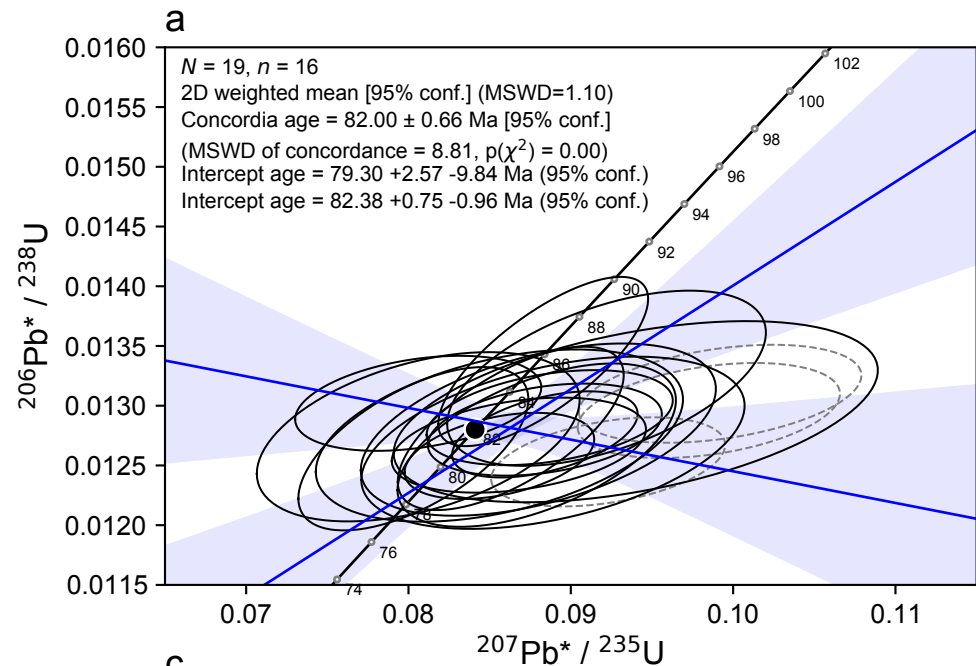 a
N = 19, n = 16
2D weighted mean [95% conf.] (MSWD=1.10)
Concordia age = 82.00 ± 0.66 Ma [95% conf.]
(MSWD of concordance = 8.81, p(χ²) = 0.00)
Intercept age = 79.30 +2.57 -9.84 Ma (95% conf.)
Intercept age = 82.38 +0.75 -0.96 Ma (95% conf.)
0.0160
0.0155
0.0150
0.0145
0.0140
0.0135
0.0130
0.0125
0.0120
0.0115
²⁰⁶Pb* / ²³⁸U
102
100
98
96
94
92
90
88
86
84
82
80
78
76
74
0.07 0.08 0.09 0.10 0.11
²⁰⁷Pb* / ²³⁵U